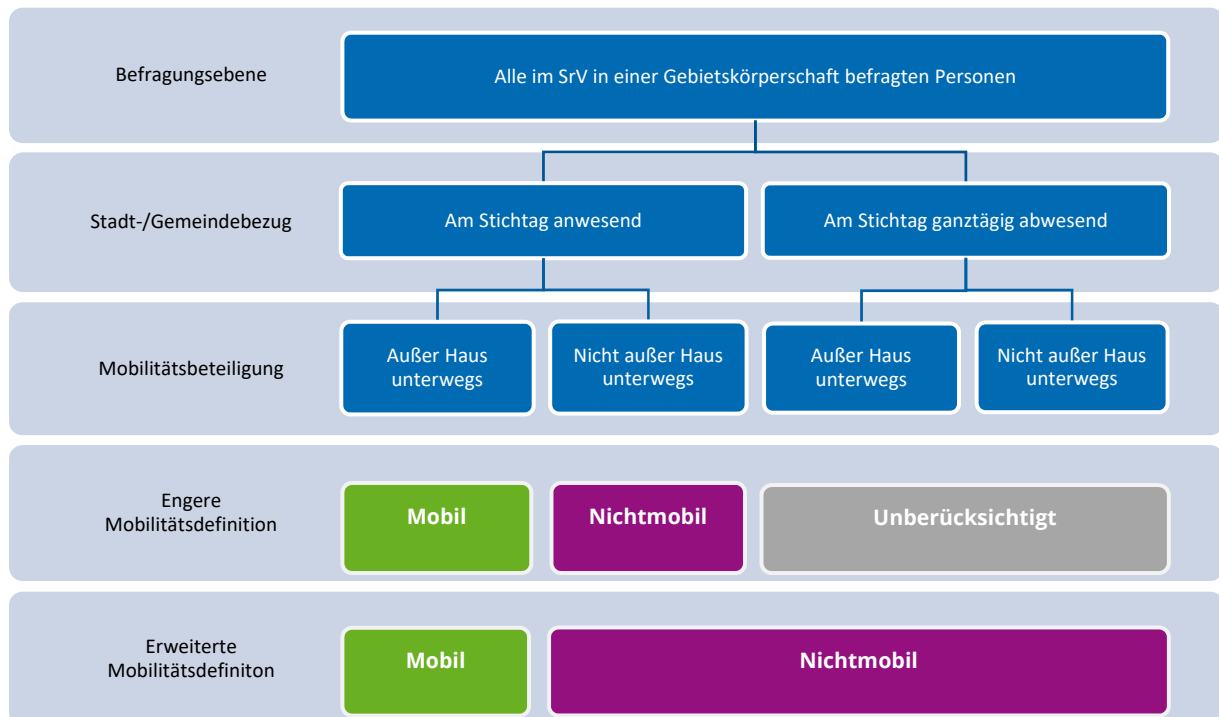 Befragungsebene
Alle im SrV in einer Gebietskörperschaft befragten Personen
Stadt-/Gemeindebezug
Am Stichtag anwesend
Am Stichtag ganztägig abwesend
Mobilitätsbeteiligung
Außer Haus
unterwegs
Nicht außer Haus
unterwegs
Außer Haus
unterwegs
Nicht außer Haus
unterwegs
Engere
Mobilitätsdefinition
Mobil
Nichtmobil
Unberücksichtigt
Erweiterte
Mobilitätsdefiniton
Mobil
Nichtmobil